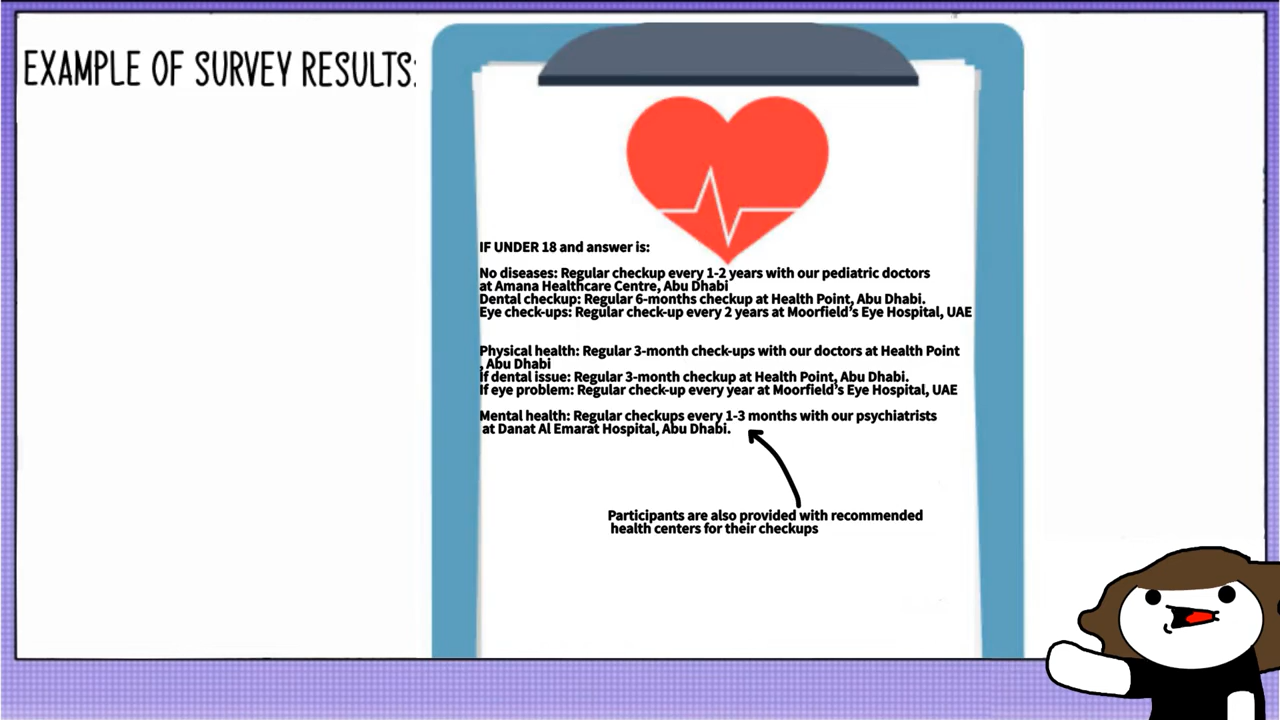 EXAMPLE OF SURVEY RESULTS:
IF UNDER 18 and answer is:
No diseases: Regular checkup every 1-2 years with our pediatric doctors
at Amana Healthcare Centre, Abu Dhabi
Dental checkup: Regular 6-months checkup at Health Point, Abu Dhabi.
Eye check-ups: Regular check-up every 2 years at Moorfield's Eye Hospital, UAE
Physical health: Regular 3-month check-ups with our doctors at Health Point
, Abu Dhabi
If dental issue: Regular 3-month checkup at Health Point, Abu Dhabi.
If eye problem: Regular check-up every year at Moorfield's Eye Hospital, UAE
Mental health: Regular checkups every 1-3 months with our psychiatrists
at Danat Al Emarat Hospital, Abu Dhabi.
Participants are also provided with recommended
health centers for their checkups